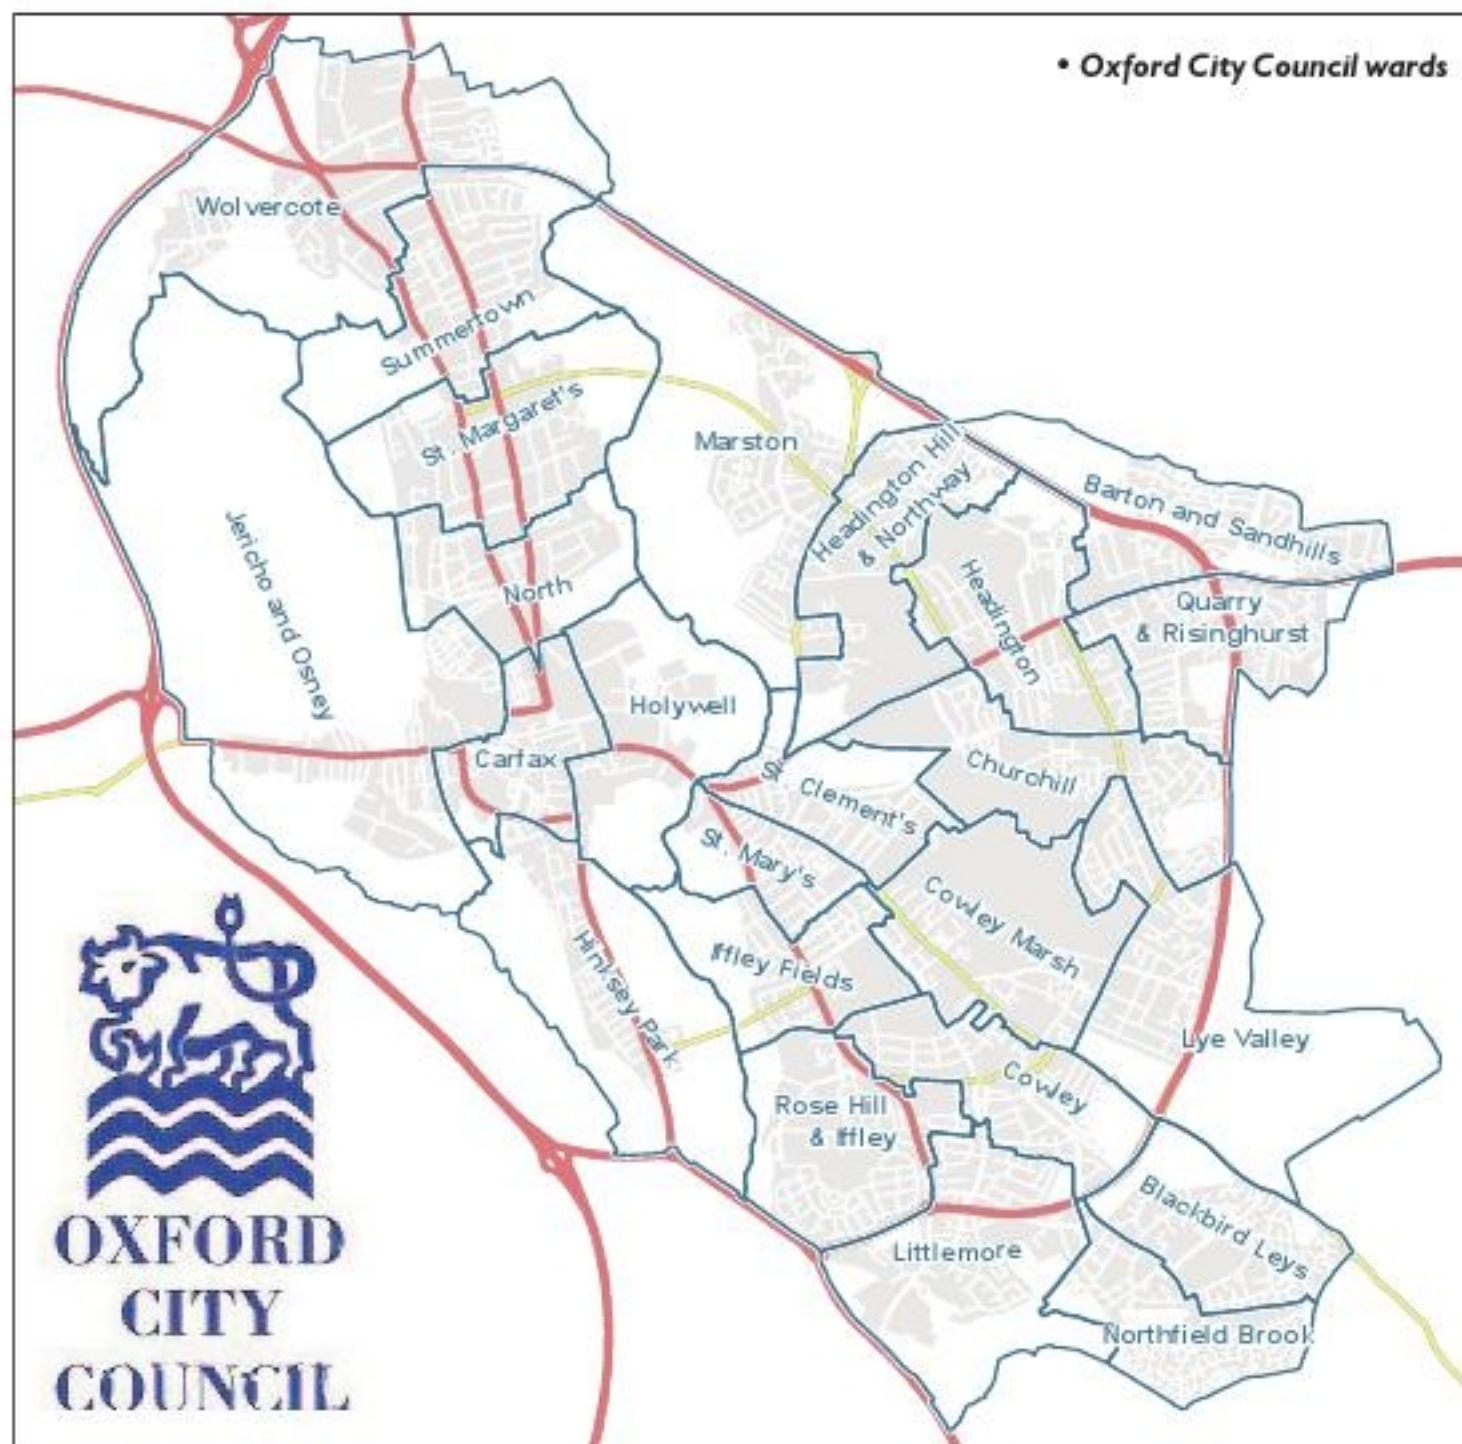 • Oxford City Council wards
Wolvercote
Summertown
St. Margaret's
Marston
Headington Hill
& Northway
Barton and Sandhills
Jericho and Osney
North
Headington
Quarry
& Risinghurst
Holywell
Carfax
Churchill
St.
Clement's
St. Mary's
Cowley Marsh
Hinksey Park
Iffley Fields
Lye Valley
Cowley
Rose Hill
& Iffley
Blackbird Leys
Littlemore
Northfield Brook
OXFORD
CITY
COUNCIL